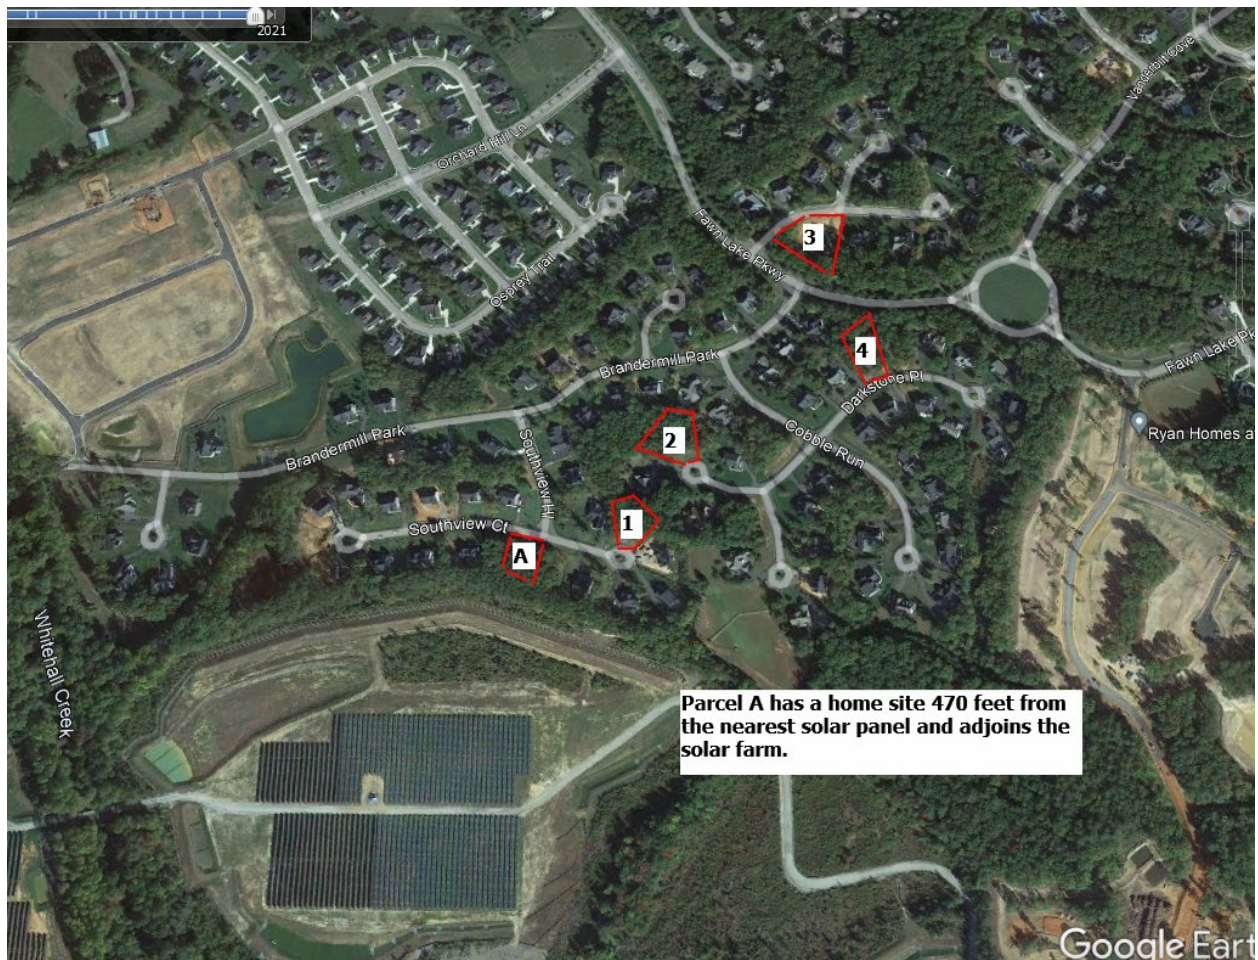 2021
Vanderbilt Cove
Orchard Hill Ln
Fawn Lake Pkwy
3
Osprey Trail
4
Brandermill Park
Darkstone Pl
Fawn Lake Pk
2
Cobble Run
Ryan Homes a
Brandermill Park
Southview Hl
1
Southview Ct
A
Whitehall Creek
Parcel A has a home site 470 feet from
the nearest solar panel and adjoins the
solar farm.
Google Eart